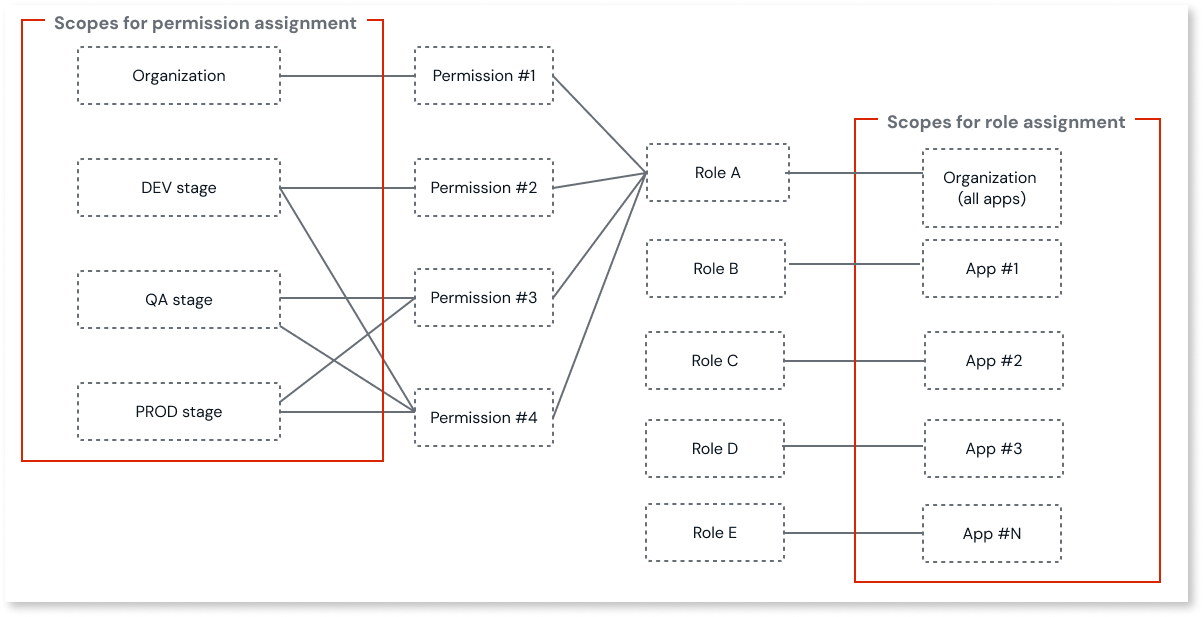 Scopes for permission assignment
Organization
DEV stage
QA stage
PROD stage
Permission #1
Permission #2
Permission #3
Permission #4
Role A
Role B
Role C
Role D
Role E
Scopes for role assignment
Organization
(all apps)
App #1
App #2
App #3
App #N